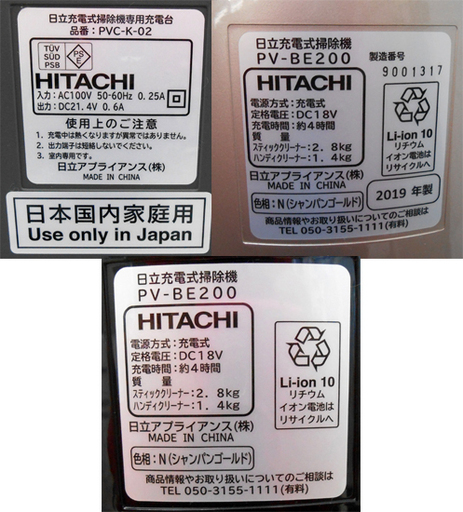 日立充電式掃除機専用充電台
品番：PVC-K-02
TÜV
SÜD
PSB
PS
E
HITACHI
入力：AC100V 50-60Hz 0.25A
出力：DC21.4V 0.6A
使用上のご注意
1. 充電中は熱くなりますが異常ではありません。
2. 出力端子は短絡しないでください。
3. 室内専用です。
日立アプライアンス(株)
MADE IN CHINA
日本国内家庭用
Use only in Japan
日立充電式掃除機
PV-BE200
製造番号
9001317
HITACHI
電源方式：充電式
定格電圧：DC18V
充電時間：約4時間
質量
スティッククリーナー：2.8kg
ハンディクリーナー：1.4kg
Li-ion 10
リチウム
イオン電池は
リサイクルへ
日立アプライアンス(株)
MADE IN CHINA
2019 年製
色相：N(シャンパンゴールド)
商品情報やお取り扱いについてのご相談は
TEL 050-3155-1111(有料)
日立充電式掃除機
PV-BE200
HITACHI
電源方式：充電式
定格電圧：DC18V
充電時間：約4時間
質量
スティッククリーナー：2.8kg
ハンディクリーナー：1.4kg
Li-ion 10
リチウム
イオン電池は
リサイクルへ
日立アプライアンス(株)
MADE IN CHINA
色相：N(シャンパンゴールド)
商品情報やお取り扱いについてのご相談は
TEL 050-3155-1111(有料)